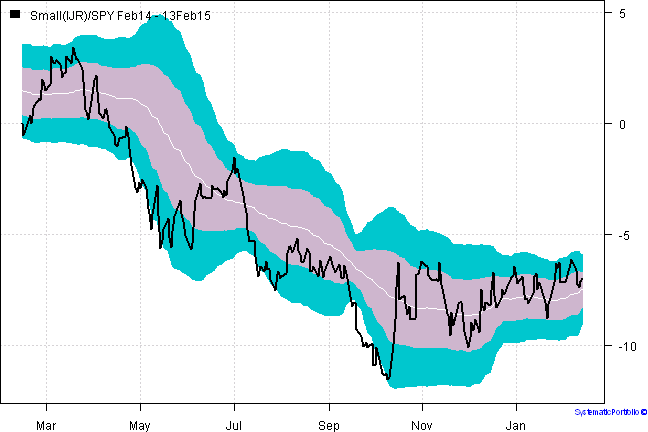 Small(IJR)/SPY Feb14 - 13Feb15
5
0
-5
-10
Mar May Jul Sep Nov Jan
SystematicPortfolio ©